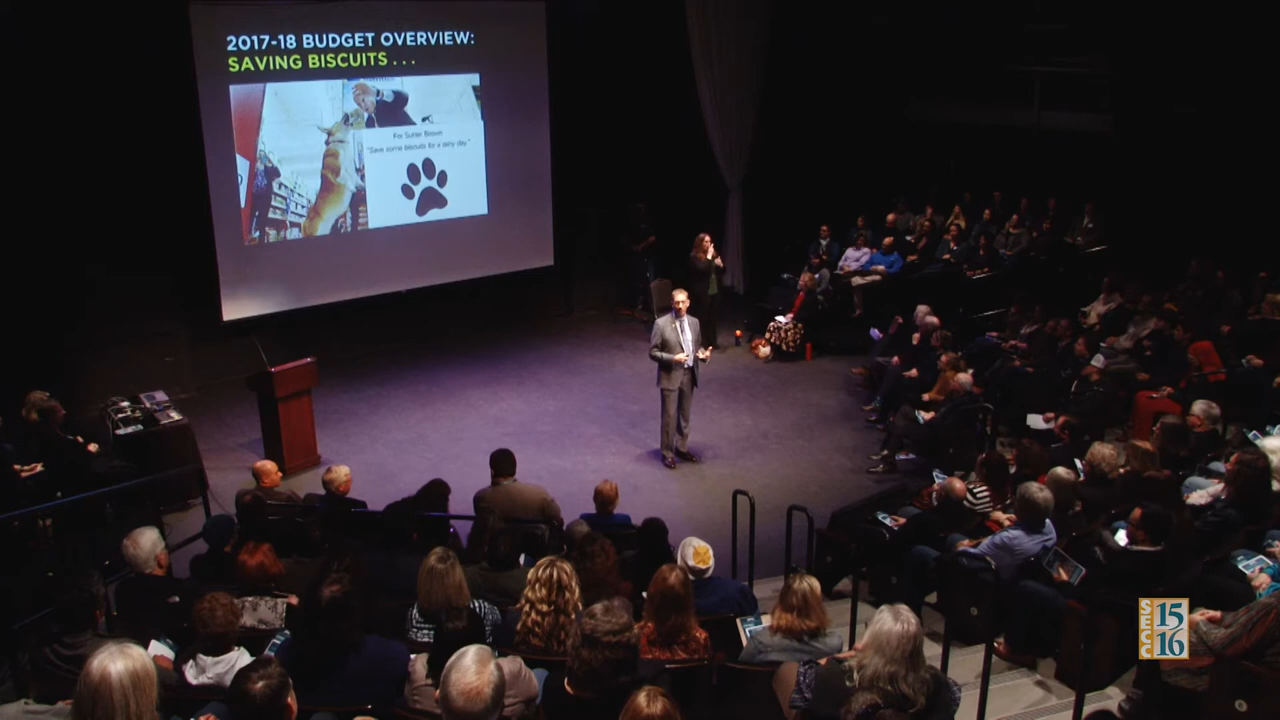 2017-18 BUDGET OVERVIEW:
SAVING BISCUITS . . .
For Sutter Brown
"Save some biscuits for a rainy day."
SECC
15
16